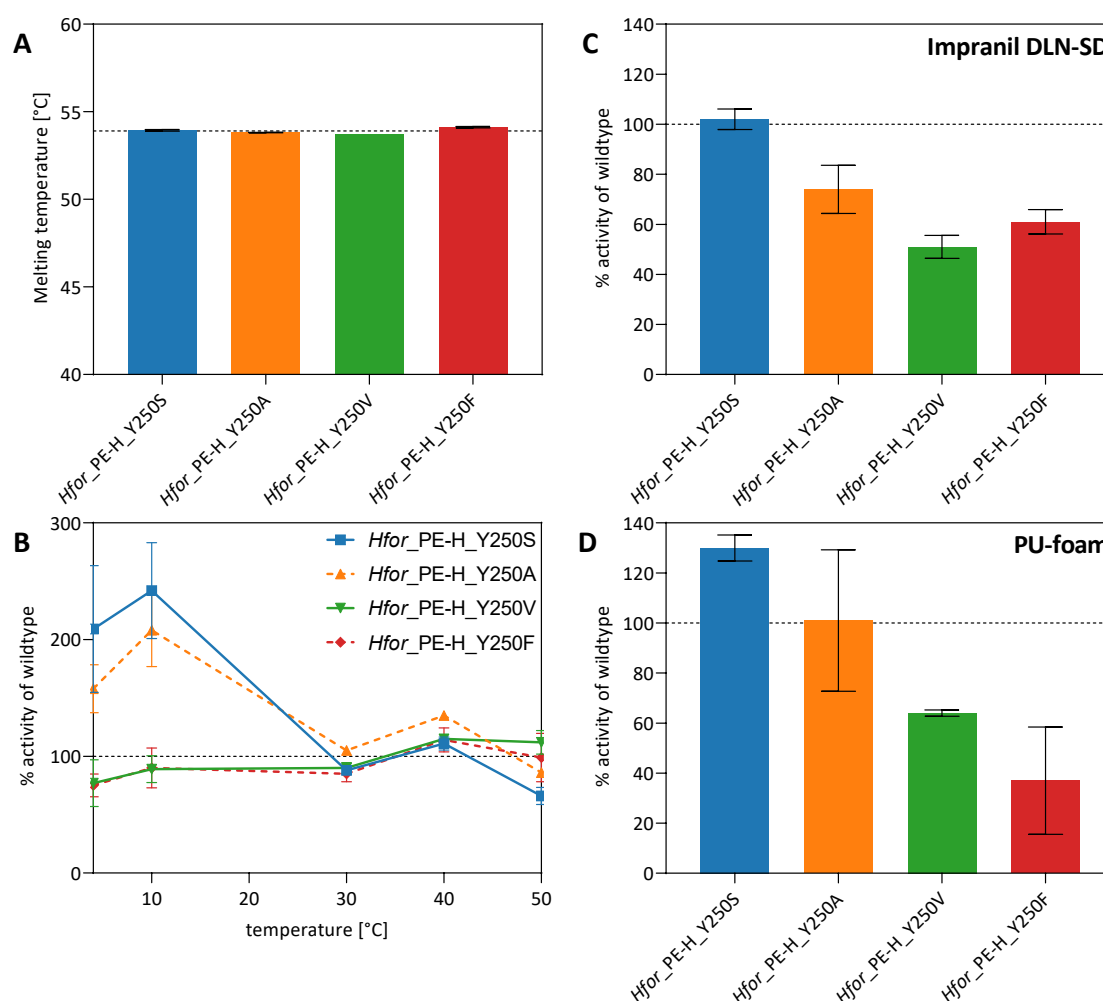 A
Melting temperature [°C]
60
55
50
45
40
Hfor_PE-H_Y250S
Hfor_PE-H_Y250A
Hfor_PE-H_Y250V
Hfor_PE-H_Y250F
C
Impranil DLN-SD
% activity of wildtype
140
120
100
80
60
40
20
0
Hfor_PE-H_Y250S
Hfor_PE-H_Y250A
Hfor_PE-H_Y250V
Hfor_PE-H_Y250F
B
% activity of wildtype
300
200
100
0
Hfor_PE-H_Y250S
Hfor_PE-H_Y250A
Hfor_PE-H_Y250V
Hfor_PE-H_Y250F
10 20 30 40 50
temperature [°C]
D
PU-foam
% activity of wildtype
140
120
100
80
60
40
20
0
Hfor_PE-H_Y250S
Hfor_PE-H_Y250A
Hfor_PE-H_Y250V
Hfor_PE-H_Y250F